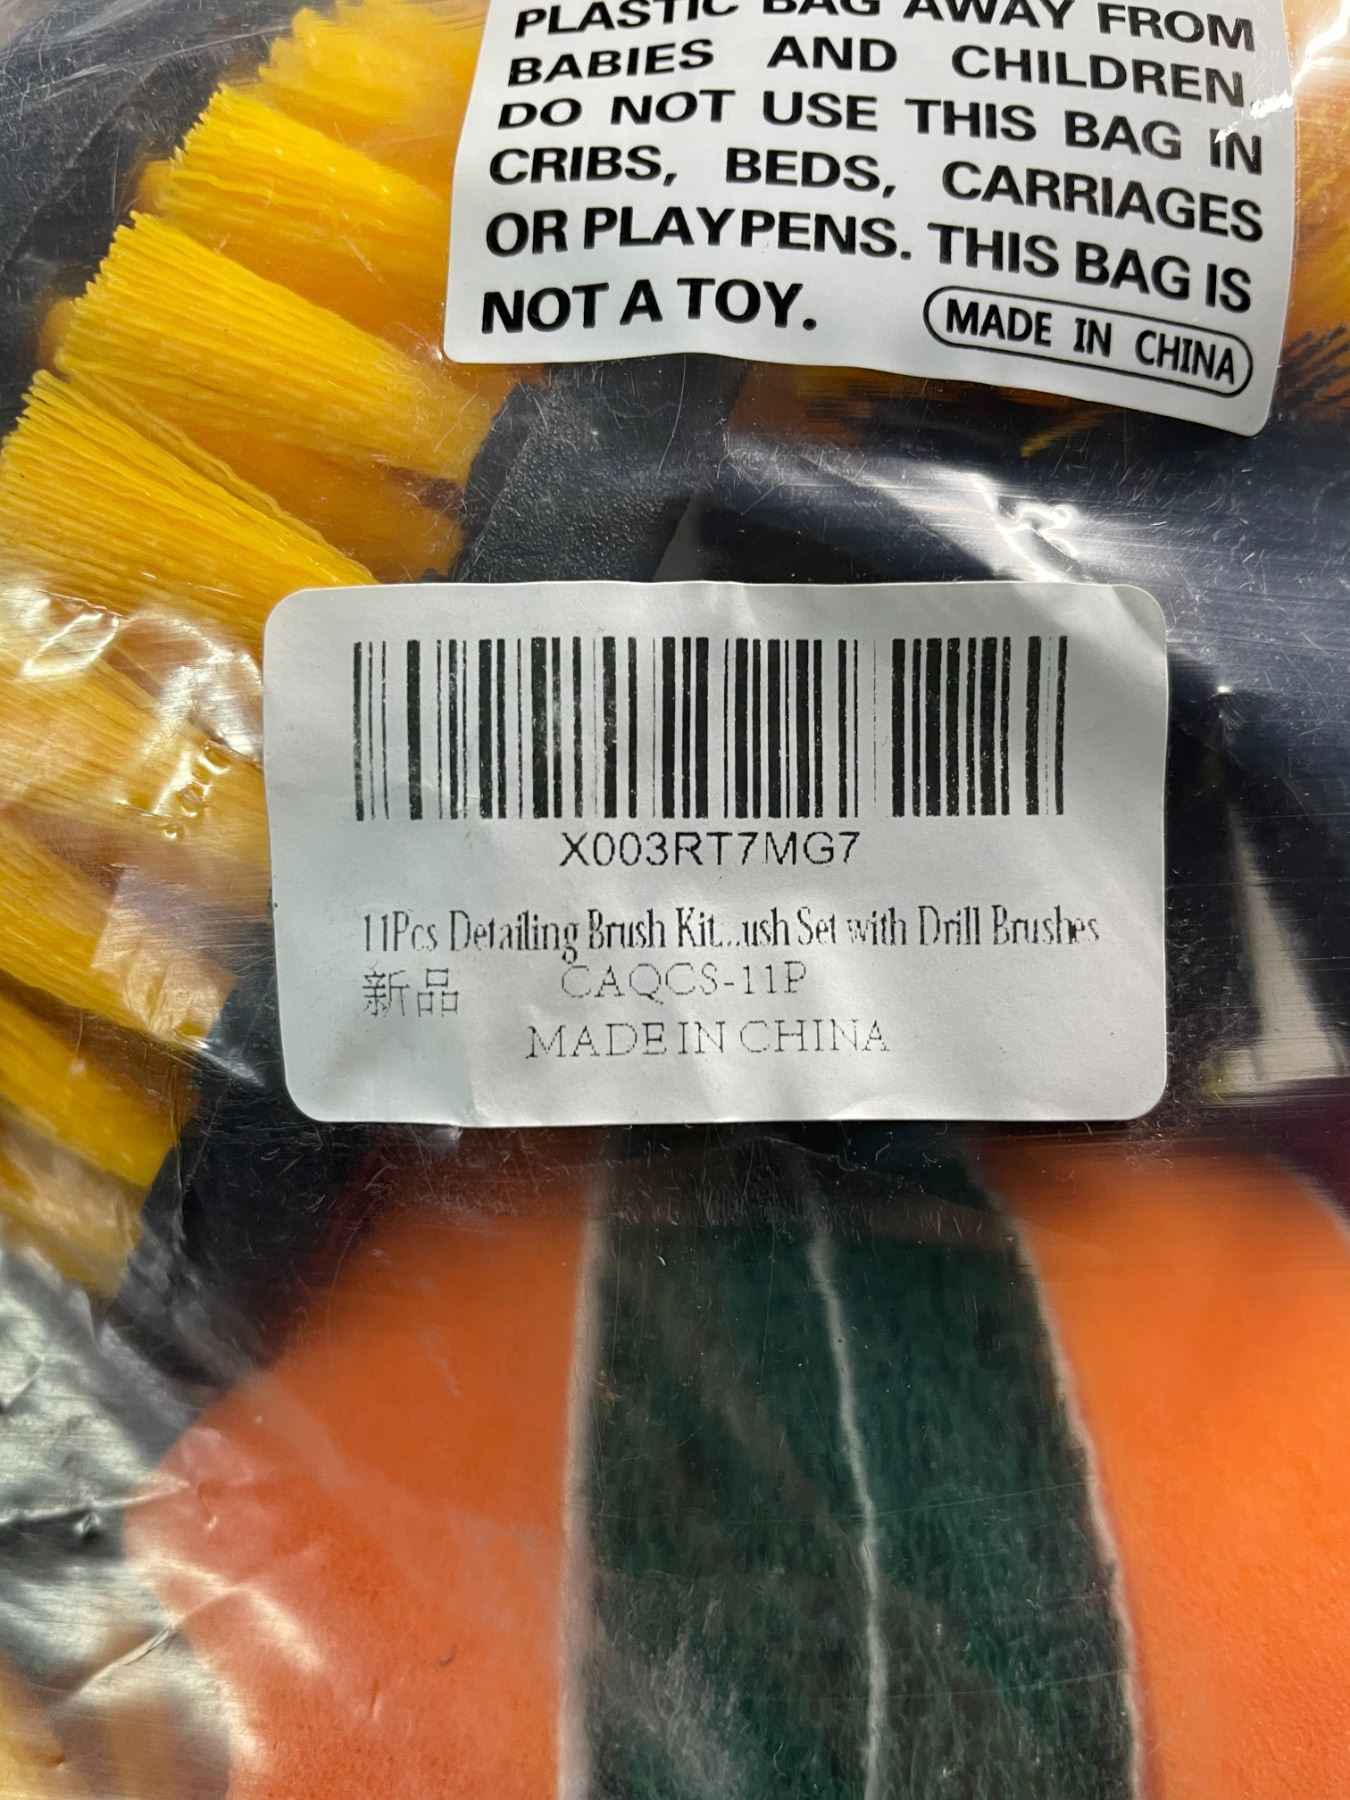 PLASTIC BAG AWAY FROM
BABIES AND CHILDREN.
DO NOT USE THIS BAG IN
CRIBS, BEDS, CARRIAGES
OR PLAYPENS. THIS BAG IS
NOT A TOY.
MADE IN CHINA
X003RT7MG7
11Pcs Detailing Brush Kit...ush Set with Drill Brushes
新品 CAQCS-11P
MADE IN CHINA